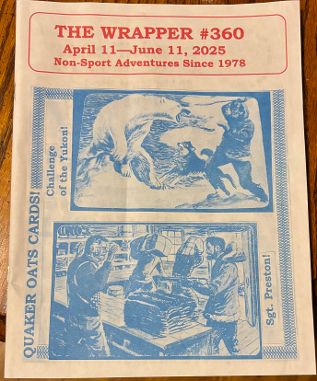 THE WRAPPER #360
April 11—June 11, 2025
Non-Sport Adventures Since 1978
QUAKER OATS CARDS!
Challenge
of the Yukon!
Sgt. Preston!